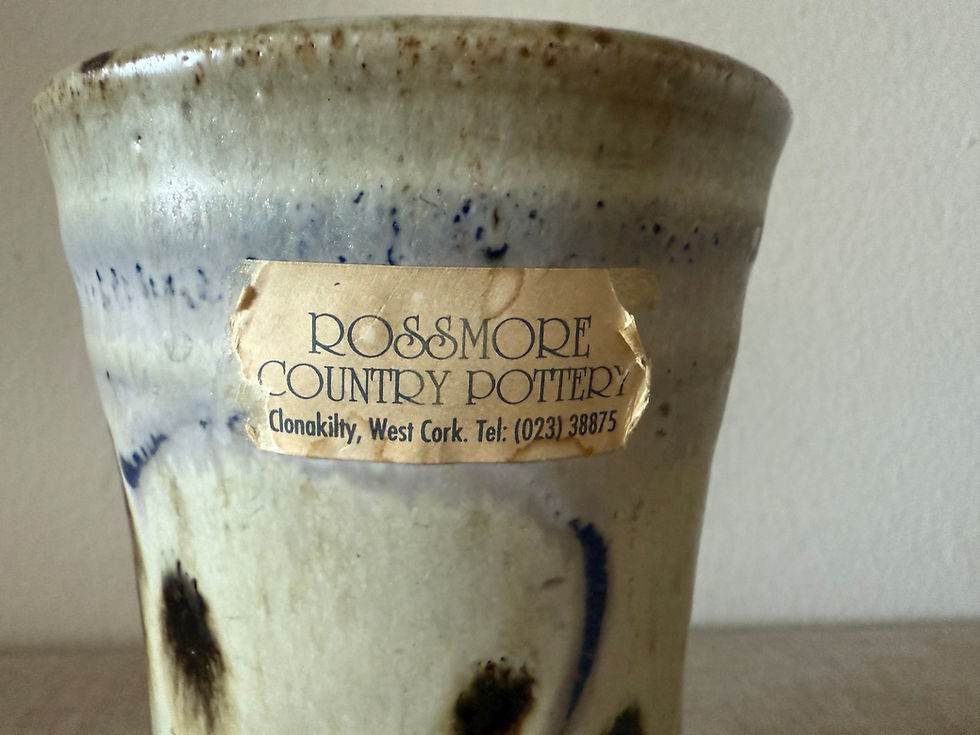 ROSSMORE
COUNTRY POTTERY
Clonakilty, West Cork. Tel: (023) 38875